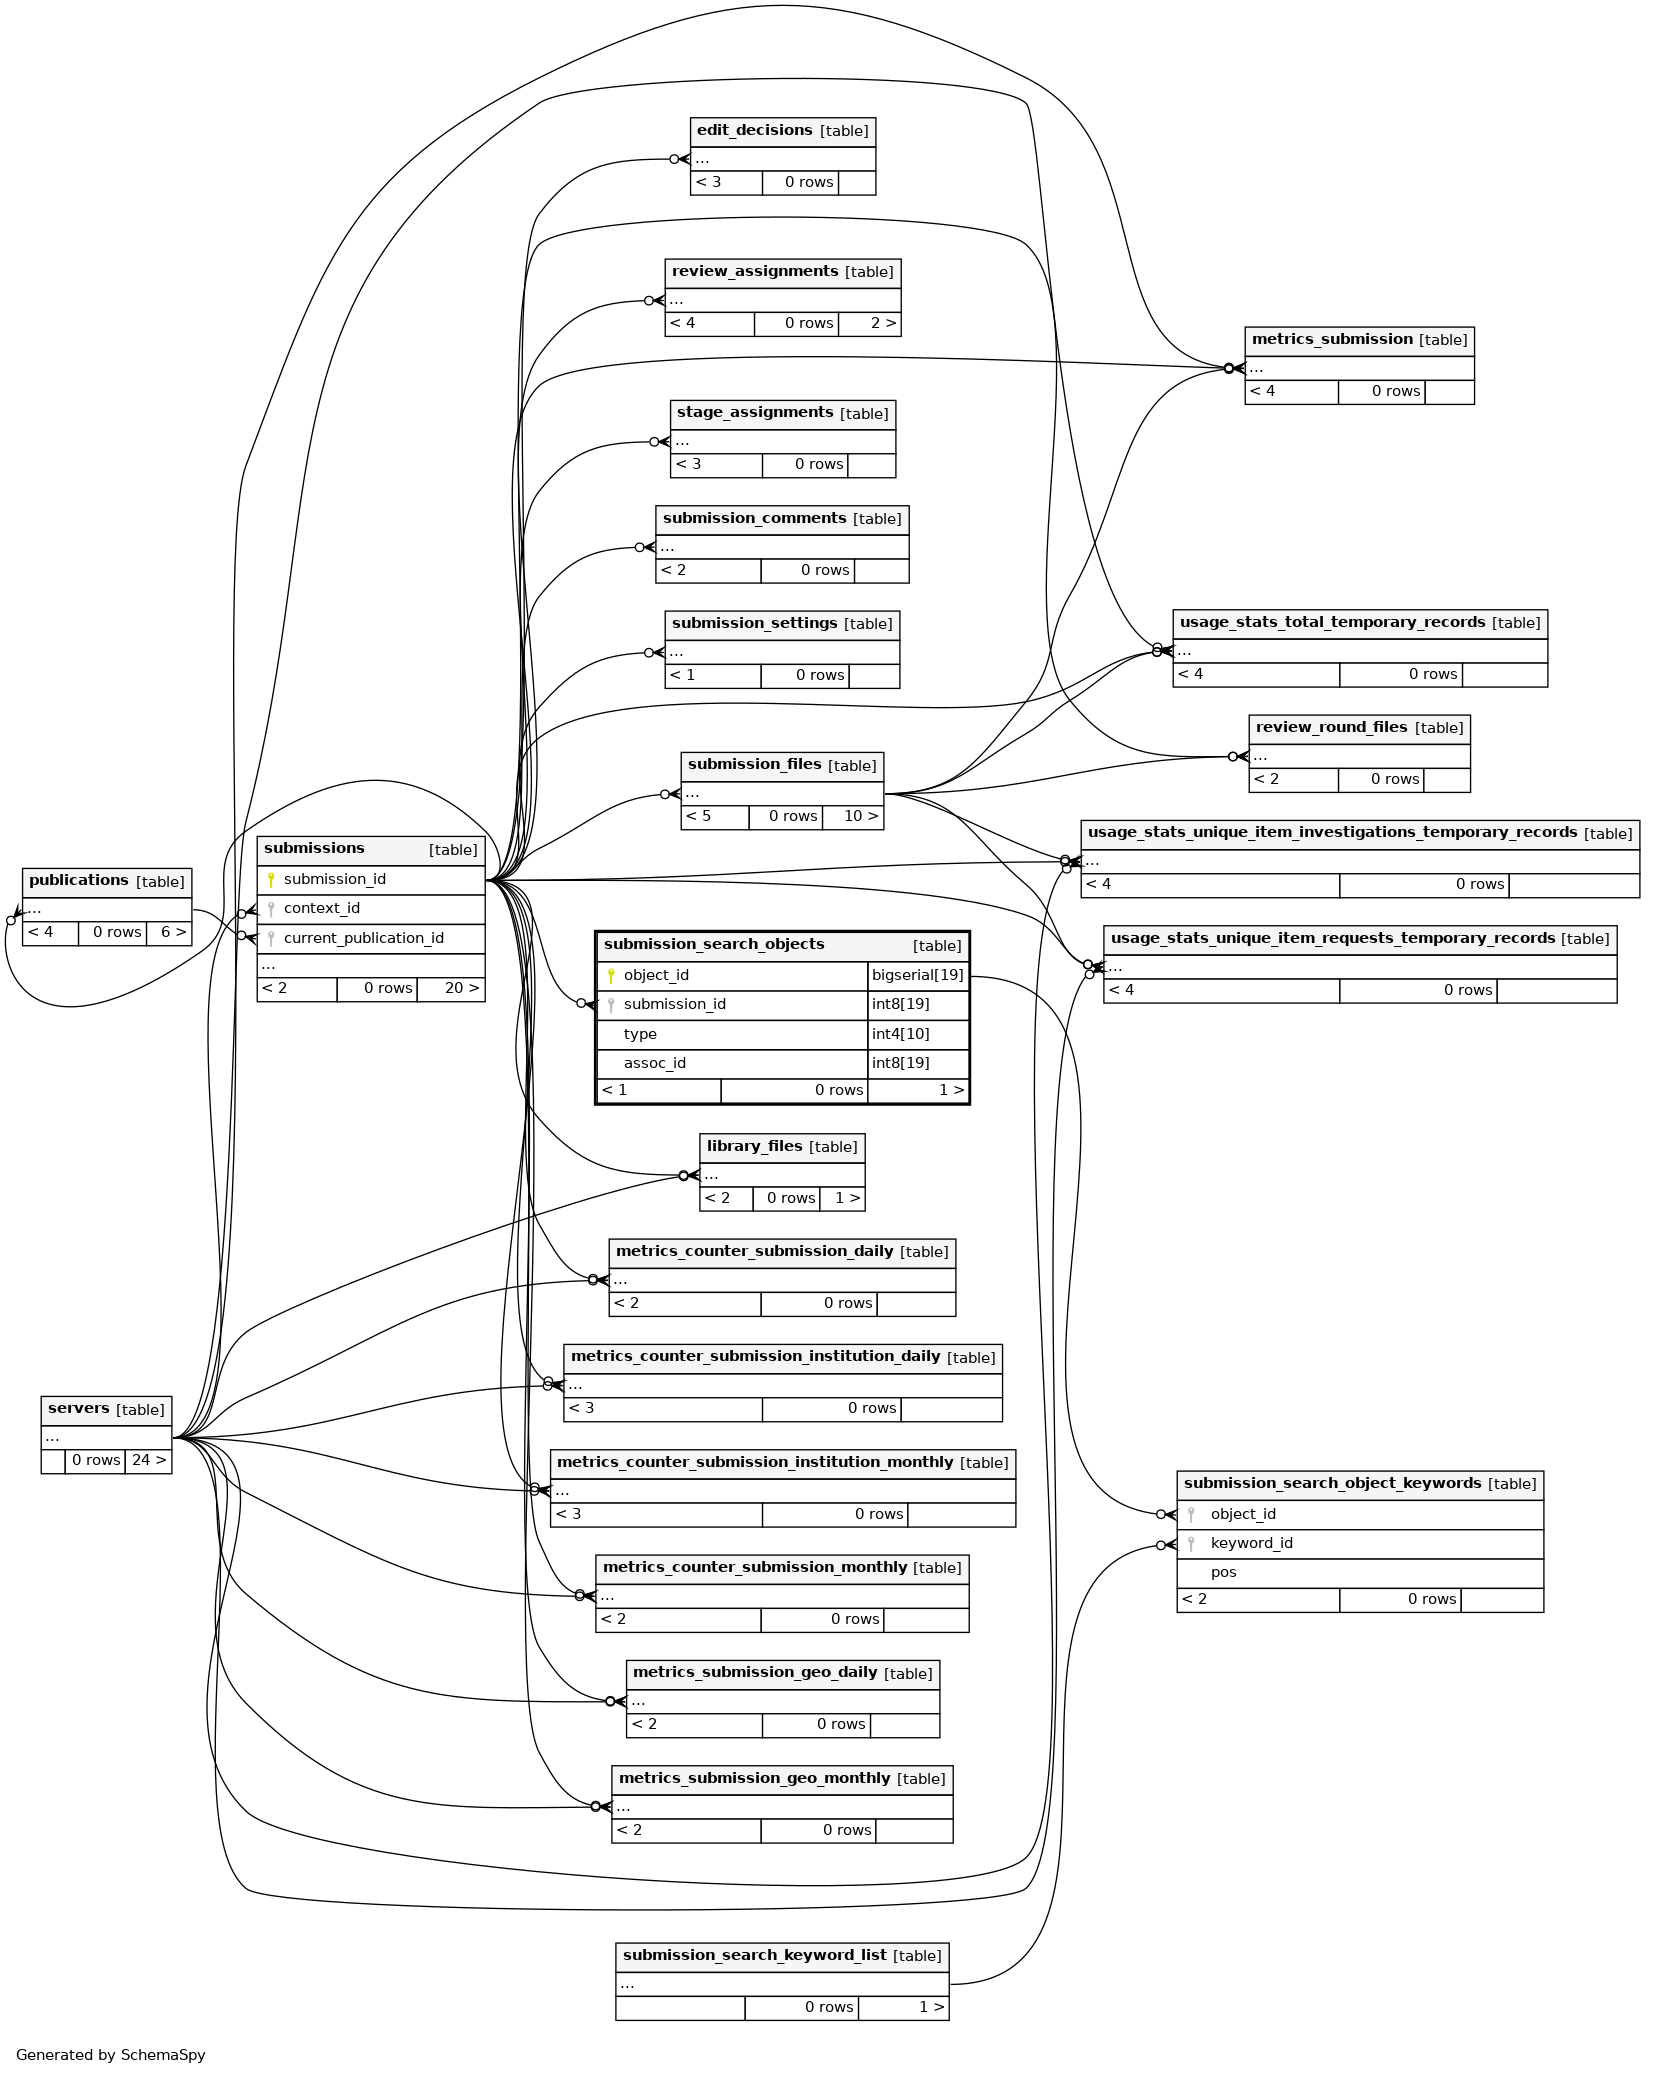 edit_decisions [table]
...
< 3 0 rows
review_assignments [table]
...
< 4 0 rows 2 >
metrics_submission [table]
...
< 4 0 rows
stage_assignments [table]
...
< 3 0 rows
submission_comments [table]
...
< 2 0 rows
submission_settings [table]
...
< 1 0 rows
usage_stats_total_temporary_records [table]
...
< 4 0 rows
review_round_files [table]
...
< 2 0 rows
submission_files [table]
...
< 5 0 rows 10 >
usage_stats_unique_item_investigations_temporary_records [table]
...
< 4 0 rows
submissions [table]
submission_id
context_id
current_publication_id
...
< 2 0 rows 20 >
publications [table]
...
< 4 0 rows 6 >
usage_stats_unique_item_requests_temporary_records [table]
...
< 4 0 rows
submission_search_objects [table]
object_id bigserial[19]
submission_id int8[19]
type int4[10]
assoc_id int8[19]
< 1 0 rows 1 >
library_files [table]
...
< 2 0 rows 1 >
metrics_counter_submission_daily [table]
...
< 2 0 rows
metrics_counter_submission_institution_daily [table]
...
< 3 0 rows
servers [table]
...
0 rows 24 >
metrics_counter_submission_institution_monthly [table]
...
< 3 0 rows
submission_search_object_keywords [table]
object_id
keyword_id
pos
< 2 0 rows
metrics_counter_submission_monthly [table]
...
< 2 0 rows
metrics_submission_geo_daily [table]
...
< 2 0 rows
metrics_submission_geo_monthly [table]
...
< 2 0 rows
submission_search_keyword_list [table]
...
0 rows 1 >
Generated by SchemaSpy